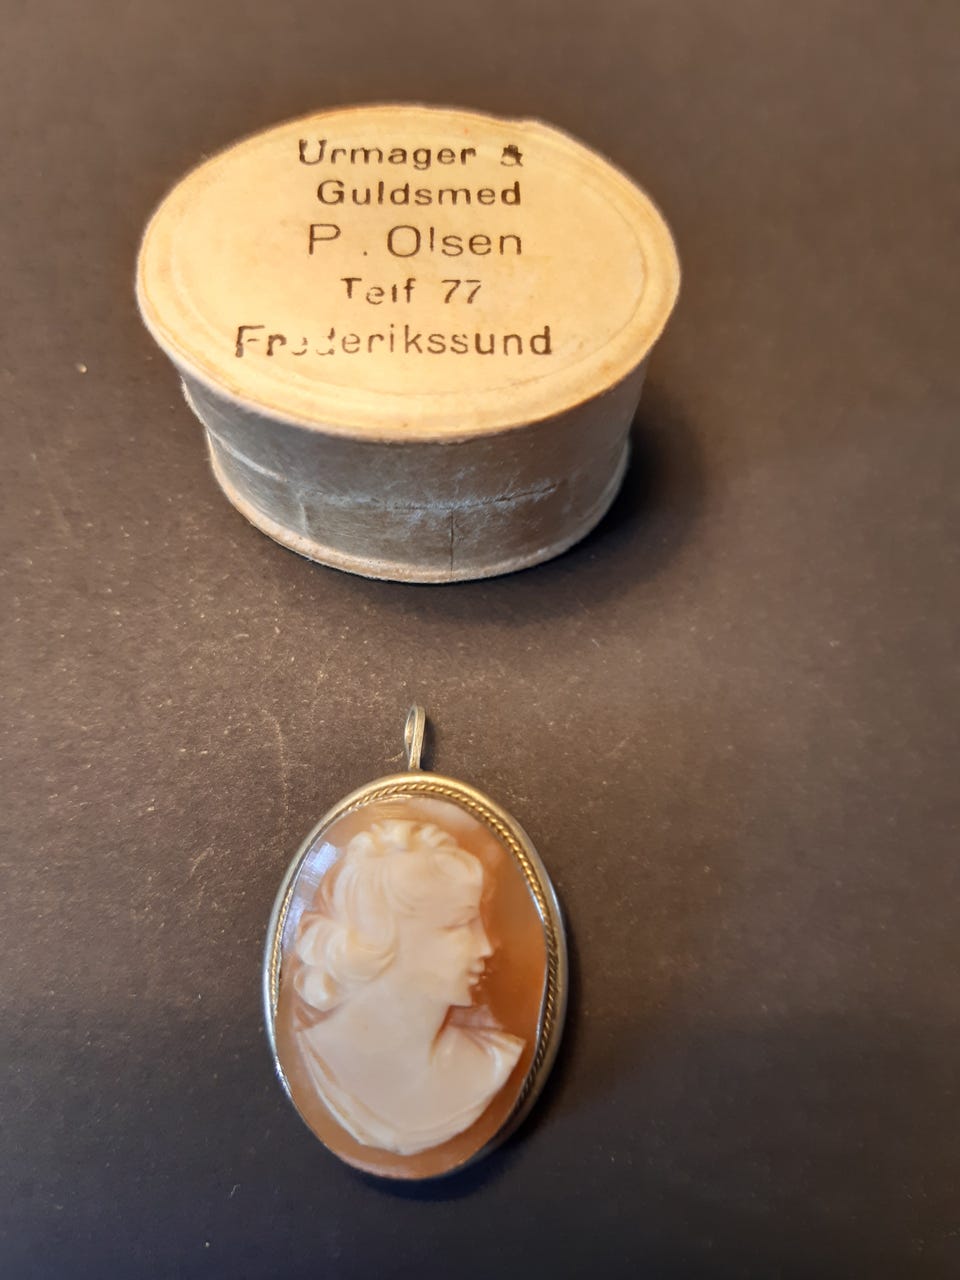 Urmager &
Guldsmed
P. Olsen
Telf 77
Frederikssund